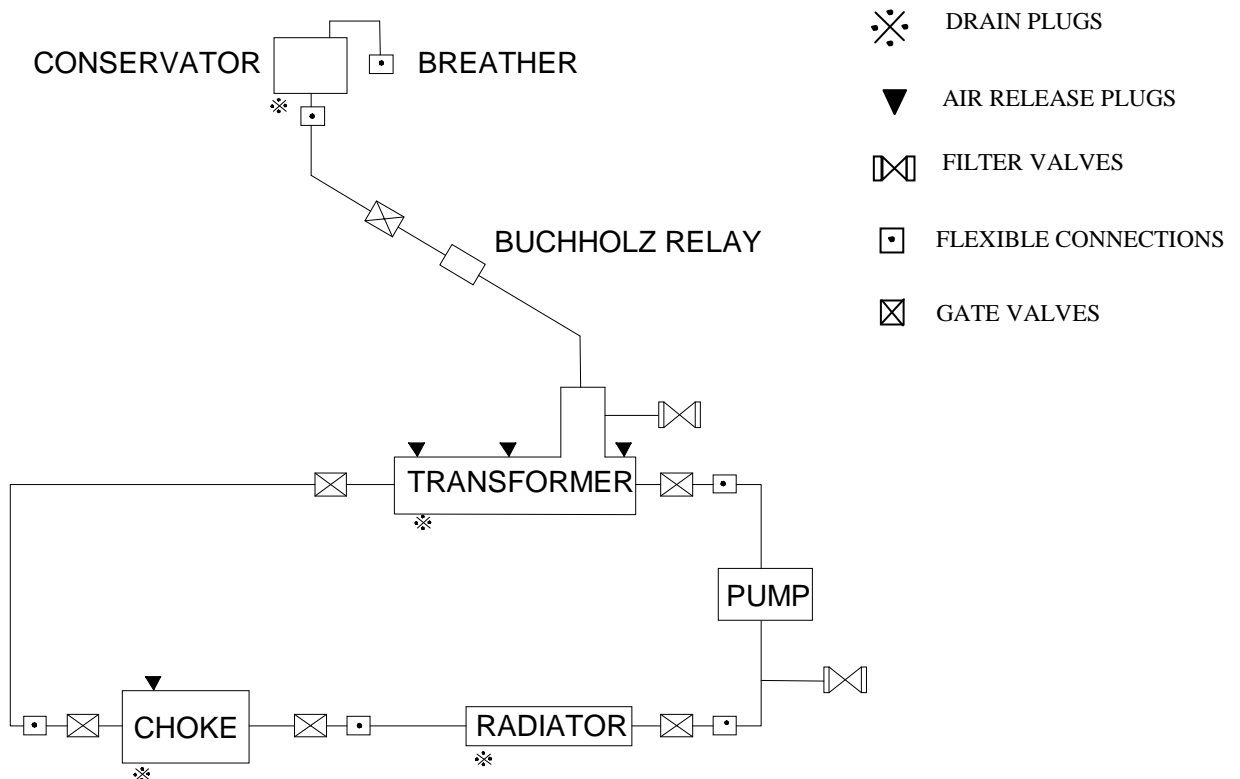 DRAIN PLUGS
CONSERVATOR
BREATHER
AIR RELEASE PLUGS
FILTER VALVES
BUCHHOLZ RELAY
FLEXIBLE CONNECTIONS
GATE VALVES
TRANSFORMER
PUMP
CHOKE
RADIATOR